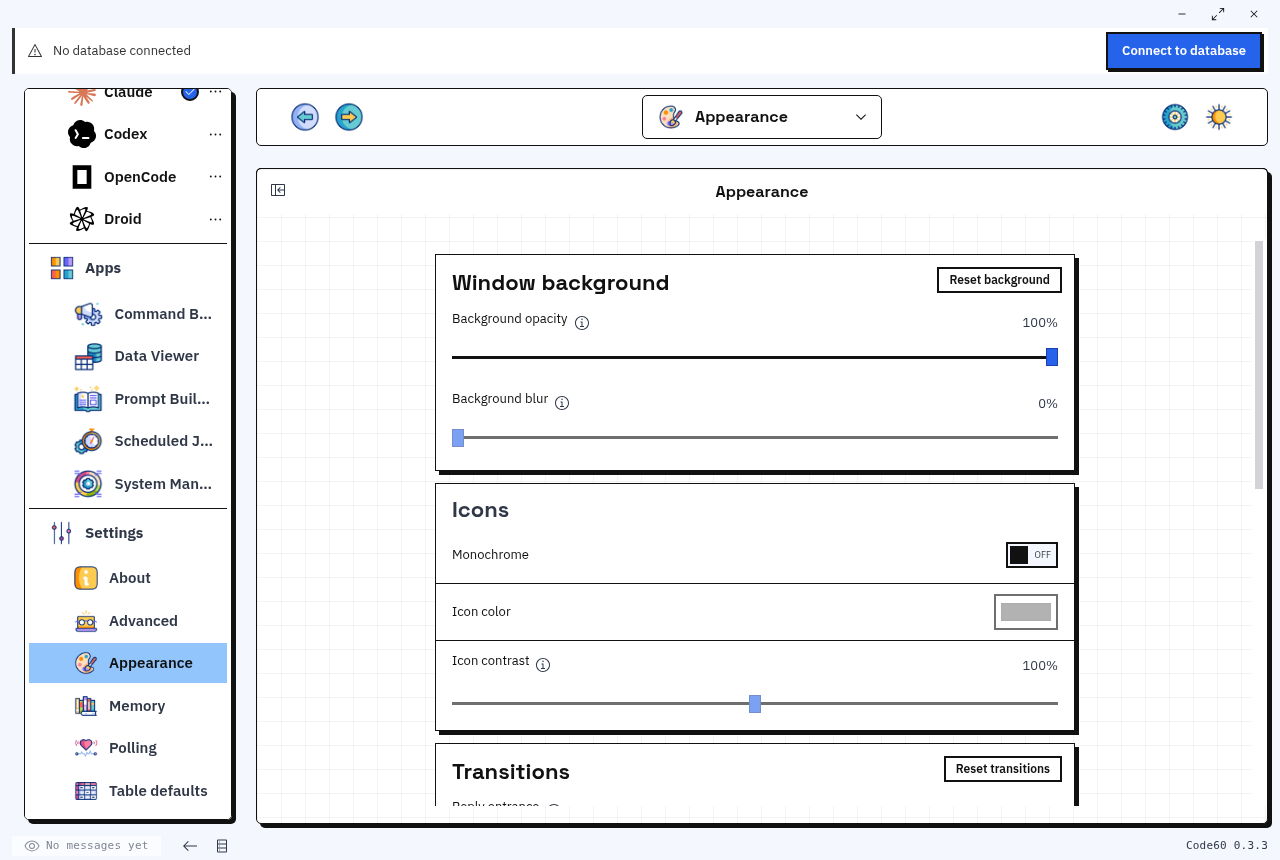 No database connected
Connect to database
Claude
Codex
OpenCode
Droid
Apps
Command B...
Data Viewer
Prompt Buil...
Scheduled J...
System Man...
Settings
About
Advanced
Appearance
Memory
Polling
Table defaults
Appearance
Appearance
Window background
Reset background
Background opacity
100%
Background blur
0%
Icons
Monochrome
OFF
Icon color
Icon contrast
100%
Transitions
Reset transitions
Reply entrance
No messages yet
Code60 0.3.3